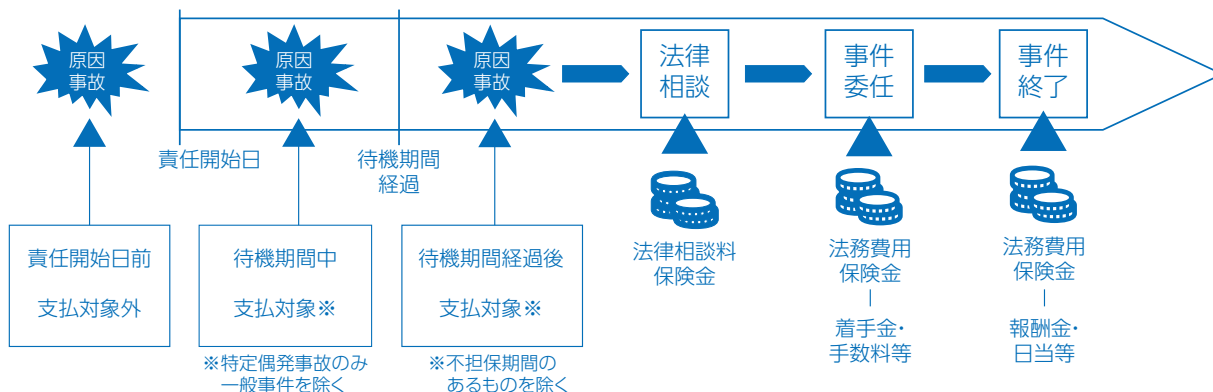 原因
事故
原因
事故
原因
事故
法律
相談
事件
委任
事件
終了
責任開始日
待機期間
経過
責任開始日前
支払対象外
待機期間中
支払対象※
※特定偶発事故のみ
一般事件を除く
待機期間経過後
支払対象※
※不担保期間の
あるものを除く
法律相談料
保険金
法務費用
保険金
着手金・
手数料等
法務費用
保険金
報酬金・
日当等